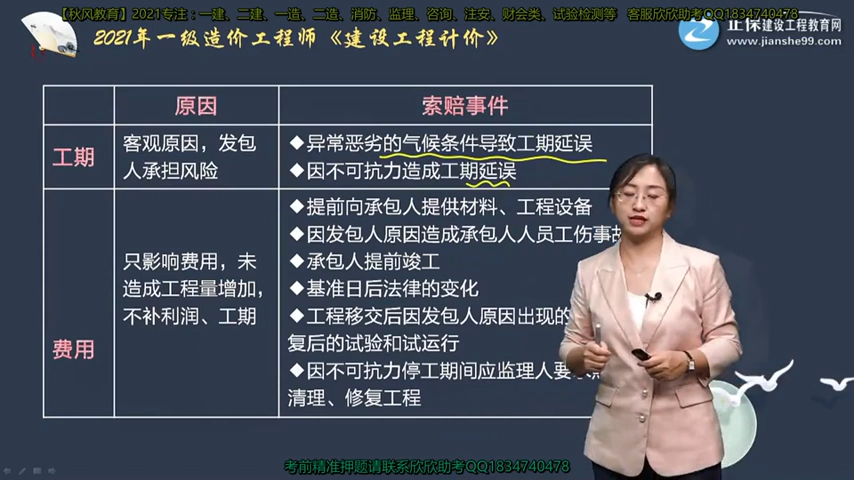 【秋风教育】2021专注：一建、二建、一造、二造、消防、监理、咨询、注安、财会类、试验检测等 客服欣欣助考QQ1834740478
2021年一级造价工程师《建设工程计价》
正保建设工程教育网
www.jianshe99.com
原因
索赔事件
工期
客观原因，发包
人承担风险
◆异常恶劣的气候条件导致工期延误
◆因不可抗力造成工期延误
费用
只影响费用，未
造成工程量增加，
不补利润、工期
◆提前向承包人提供材料、工程设备
◆因发包人原因造成承包人人员工伤事故
◆承包人提前竣工
◆基准日后法律的变化
◆工程移交后因发包人原因出现的
复后的试验和试运行
◆因不可抗力停工期间应监理人要求
清理、修复工程
考前精准押题请联系欣欣助考QQ1834740478